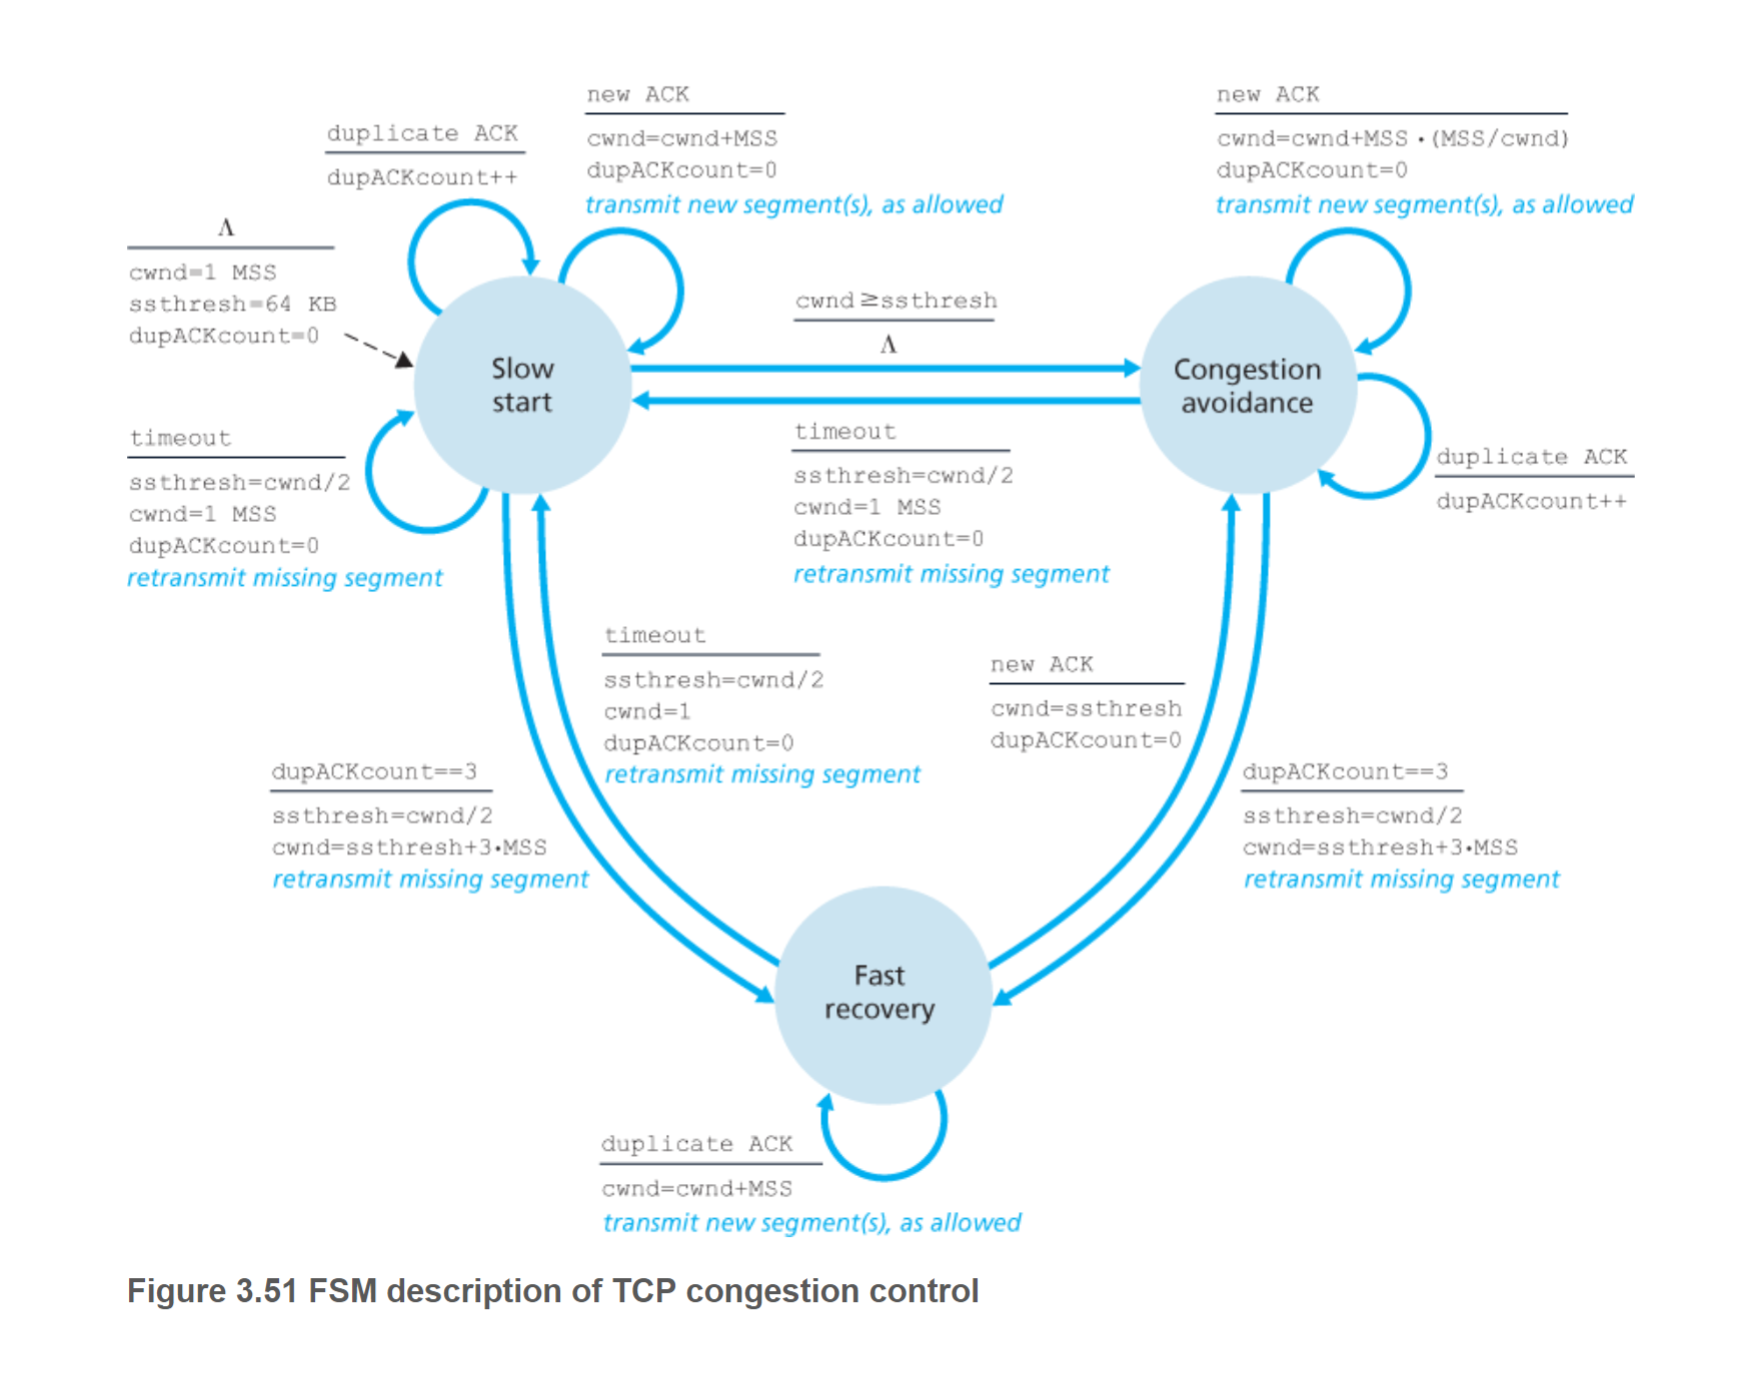 new ACK
cwnd=cwnd+MSS
dupACKcount=0
transmit new segment(s), as allowed
new ACK
cwnd=cwnd+MSS·(MSS/cwnd)
dupACKcount=0
transmit new segment(s), as allowed
duplicate ACK
dupACKcount++
Λ
cwnd=1 MSS
ssthresh=64 KB
dupACKcount=0
cwnd≥ssthresh
Λ
Slow
start
Congestion
avoidance
timeout
ssthresh=cwnd/2
cwnd=1 MSS
dupACKcount=0
retransmit missing segment
timeout
ssthresh=cwnd/2
cwnd=1 MSS
dupACKcount=0
retransmit missing segment
duplicate ACK
dupACKcount++
timeout
ssthresh=cwnd/2
cwnd=1
dupACKcount=0
retransmit missing segment
new ACK
cwnd=ssthresh
dupACKcount=0
dupACKcount==3
ssthresh=cwnd/2
cwnd=ssthresh+3·MSS
retransmit missing segment
dupACKcount==3
ssthresh=cwnd/2
cwnd=ssthresh+3·MSS
retransmit missing segment
Fast
recovery
duplicate ACK
cwnd=cwnd+MSS
transmit new segment(s), as allowed
Figure 3.51 FSM description of TCP congestion control